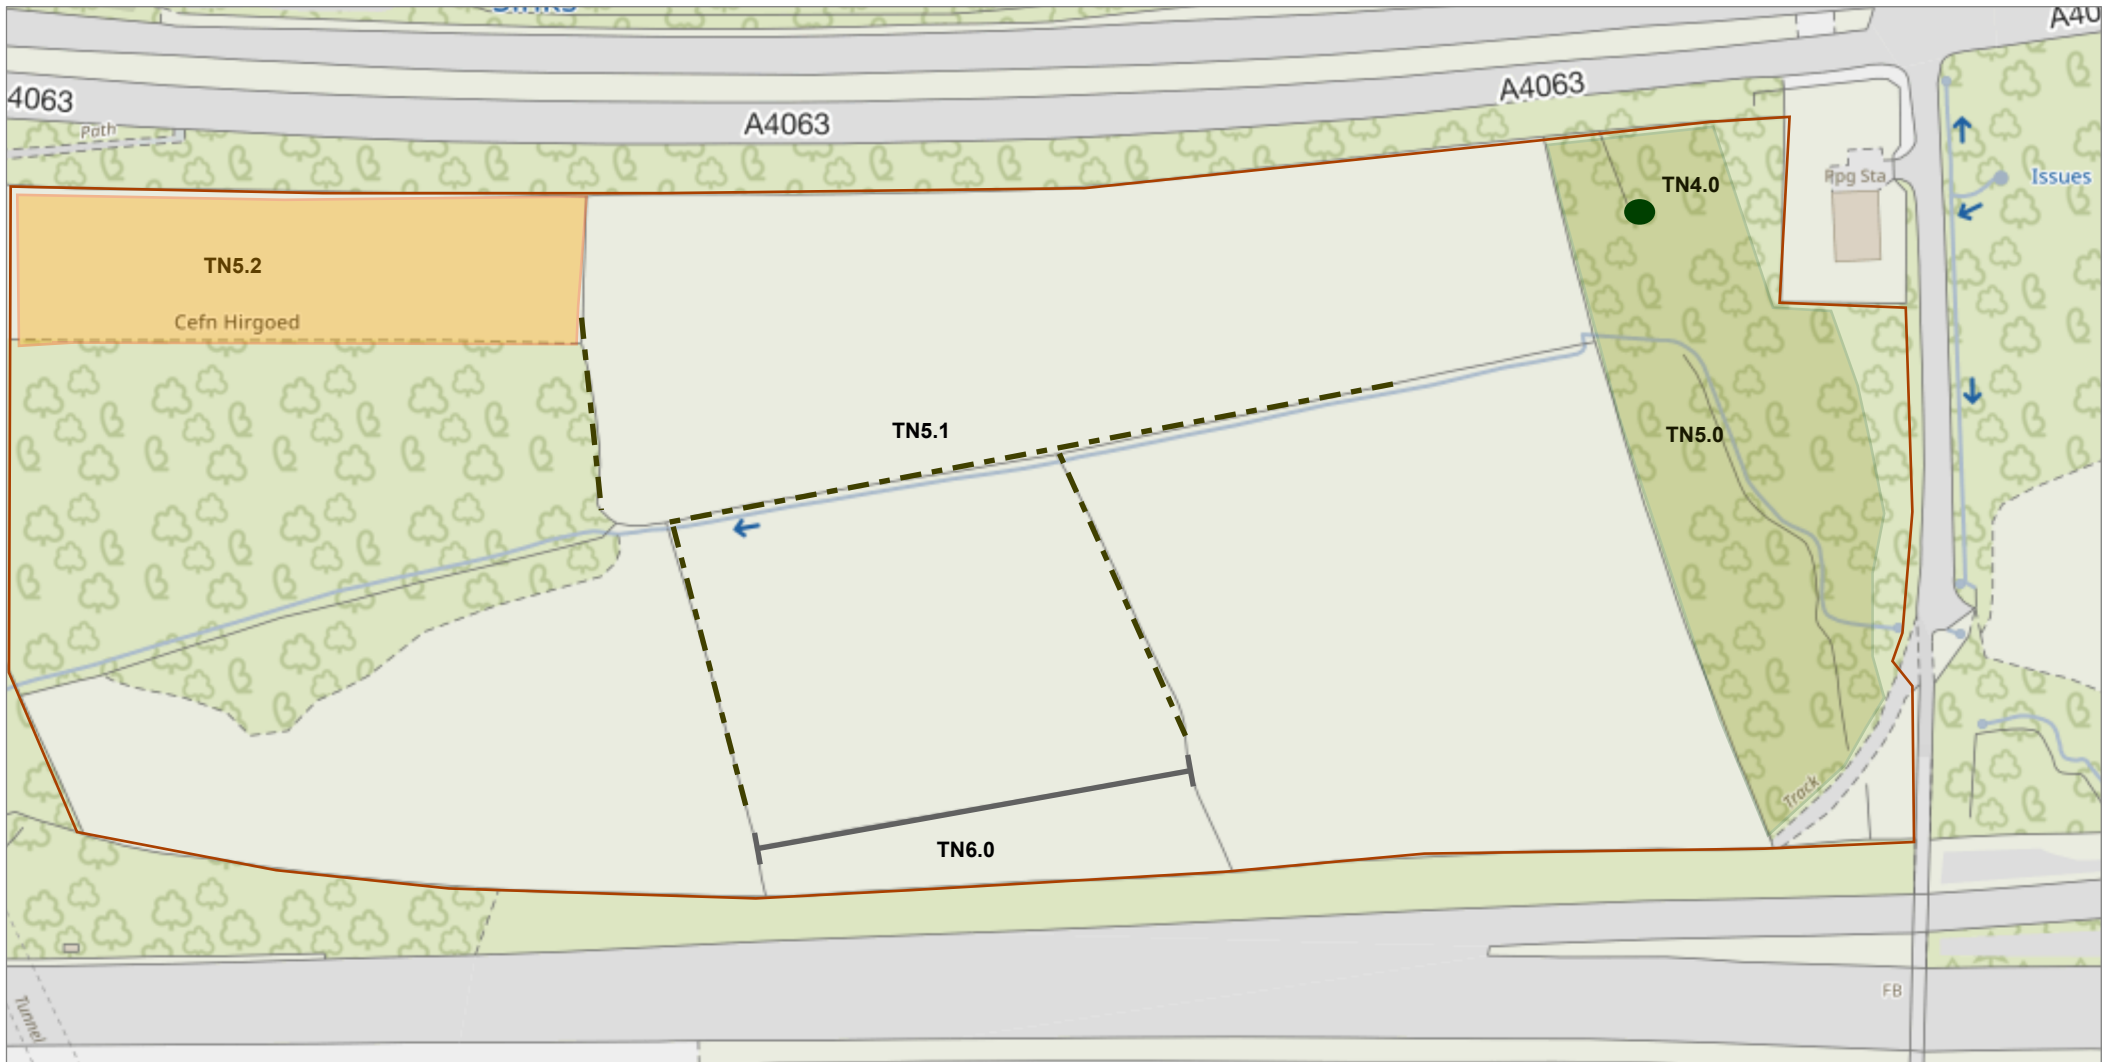 A40
4063
A4063
A4063
Path
TN4.0
Ppg Sta
Issues
TN5.2
Cefn Hirgoed
TN5.1
TN5.0
Track
TN6.0
FB
Tunnel